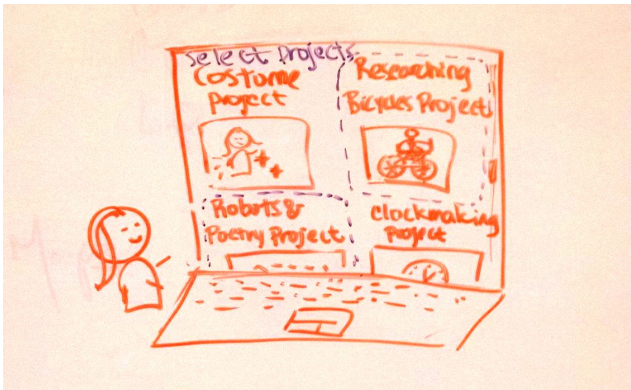 Select Projects
Costume
project
Researching
Bicycles Project
Robots &
Poetry Project
clockmaking
Project